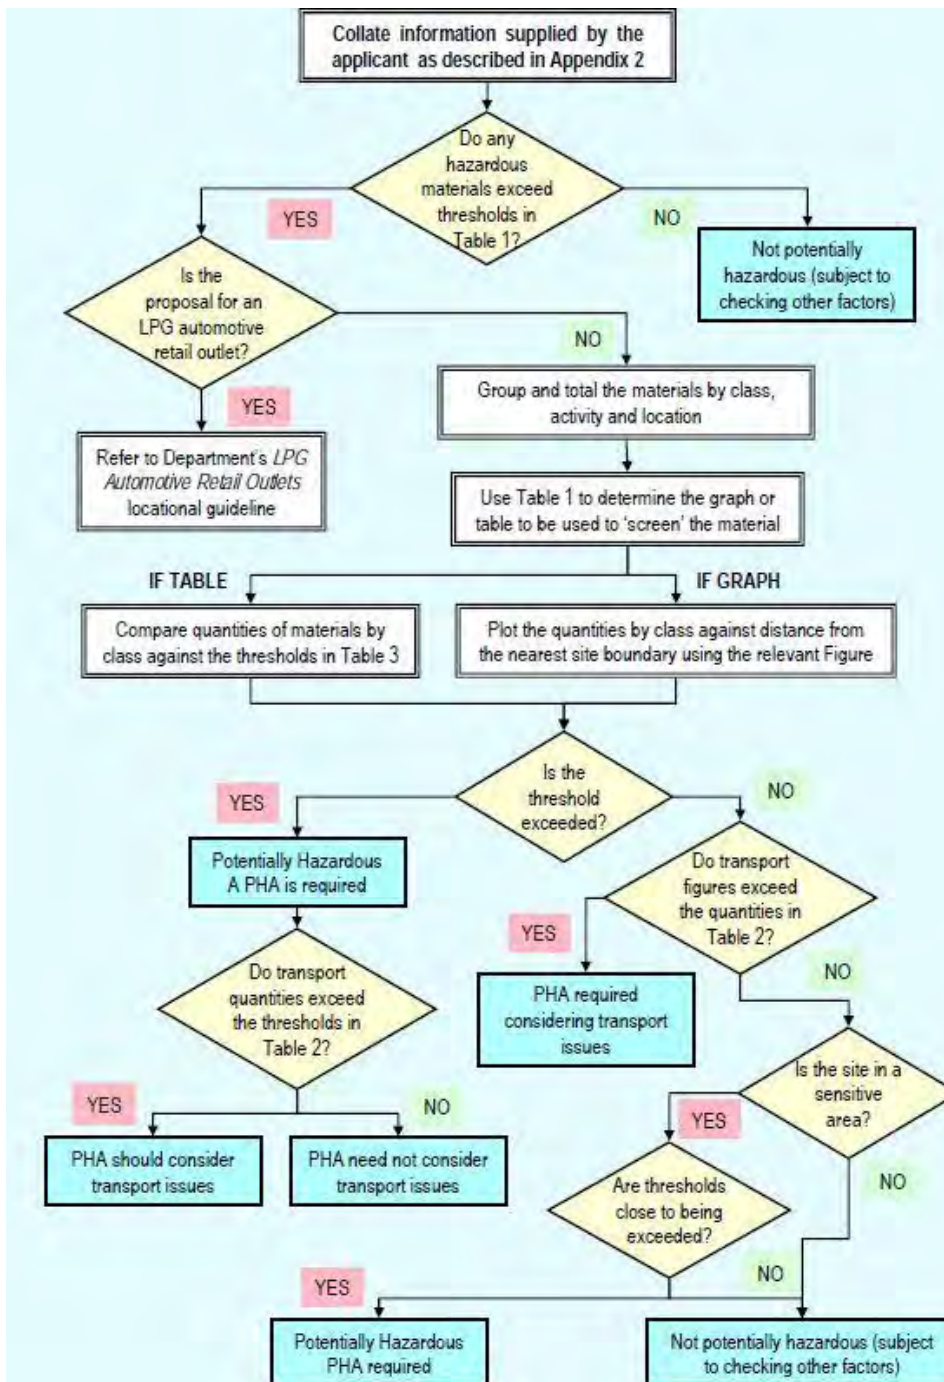 Collate information supplied by the
applicant as described in Appendix 2
Do any
hazardous
materials exceed
thresholds in
Table 1?
YES
NO
Not potentially
hazardous (subject to
checking other factors)
Is the
proposal for an
LPG automotive
retail outlet?
NO
YES
Group and total the materials by class,
activity and location
Refer to Department's LPG
Automotive Retail Outlets
locational guideline
Use Table 1 to determine the graph or
table to be used to 'screen' the material
IF TABLE
IF GRAPH
Compare quantities of materials by
class against the thresholds in Table 3
Plot the quantities by class against distance from
the nearest site boundary using the relevant Figure
Is the
threshold
exceeded?
YES
NO
Potentially Hazardous
A PHA is required
Do transport
figures exceed
the quantities in
Table 2?
YES
NO
Do transport
quantities exceed
the thresholds in
Table 2?
PHA required
considering transport
issues
Is the site in a
sensitive
area?
YES
NO
YES
NO
PHA should consider
transport issues
PHA need not consider
transport issues
Are thresholds
close to being
exceeded?
YES
NO
Potentially Hazardous
PHA required
Not potentially hazardous (subject
to checking other factors)